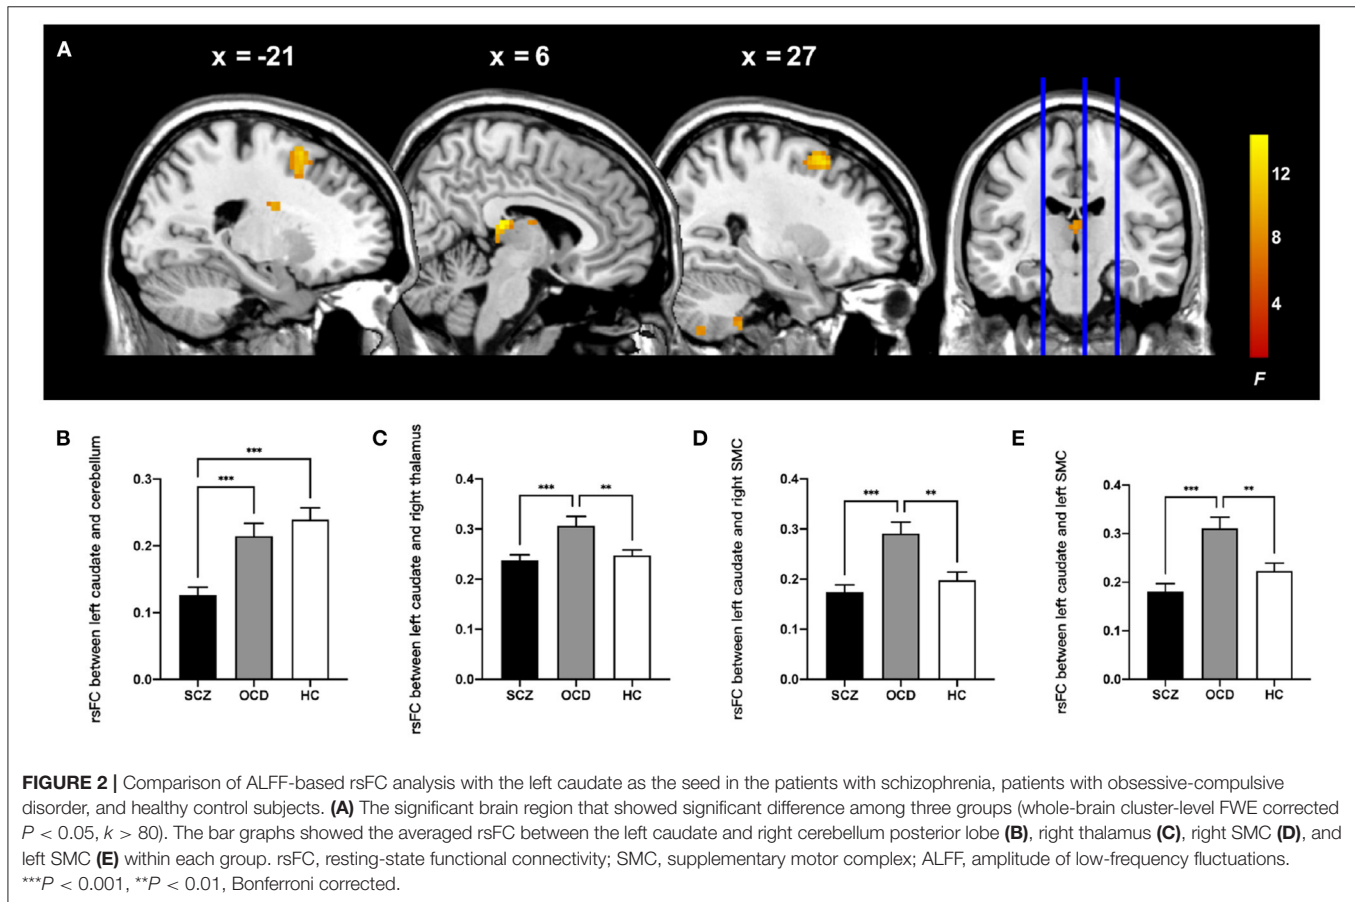 A
x = -21
x = 6
x = 27
12
8
4
F
B
rsFC between left caudate and cerebellum
0.3
0.2
0.1
0.0
***
***
SCZ
OCD
HC
C
rsFC between left caudate and right thalamus
0.4
0.3
0.2
0.1
0.0
***
**
SCZ
OCD
HC
D
rsFC between left caudate and right SMC
0.4
0.3
0.2
0.1
0.0
***
**
SCZ
OCD
HC
E
rsFC between left caudate and left SMC
0.4
0.3
0.2
0.1
0.0
***
**
SCZ
OCD
HC
FIGURE 2 | Comparison of ALFF-based rsFC analysis with the left caudate as the seed in the patients with schizophrenia, patients with obsessive-compulsive
disorder, and healthy control subjects. (A) The significant brain region that showed significant difference among three groups (whole-brain cluster-level FWE corrected
P < 0.05, k > 80). The bar graphs showed the averaged rsFC between the left caudate and right cerebellum posterior lobe (B), right thalamus (C), right SMC (D), and
left SMC (E) within each group. rsFC, resting-state functional connectivity; SMC, supplementary motor complex; ALFF, amplitude of low-frequency fluctuations.
***P < 0.001, **P < 0.01, Bonferroni corrected.